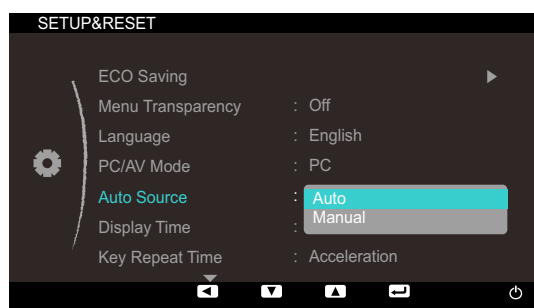 SETUP&RESET
ECO Saving
Menu Transparency : Off
Language : English
PC/AV Mode : PC
Auto Source : Auto
Manual
Display Time :
Key Repeat Time : Acceleration